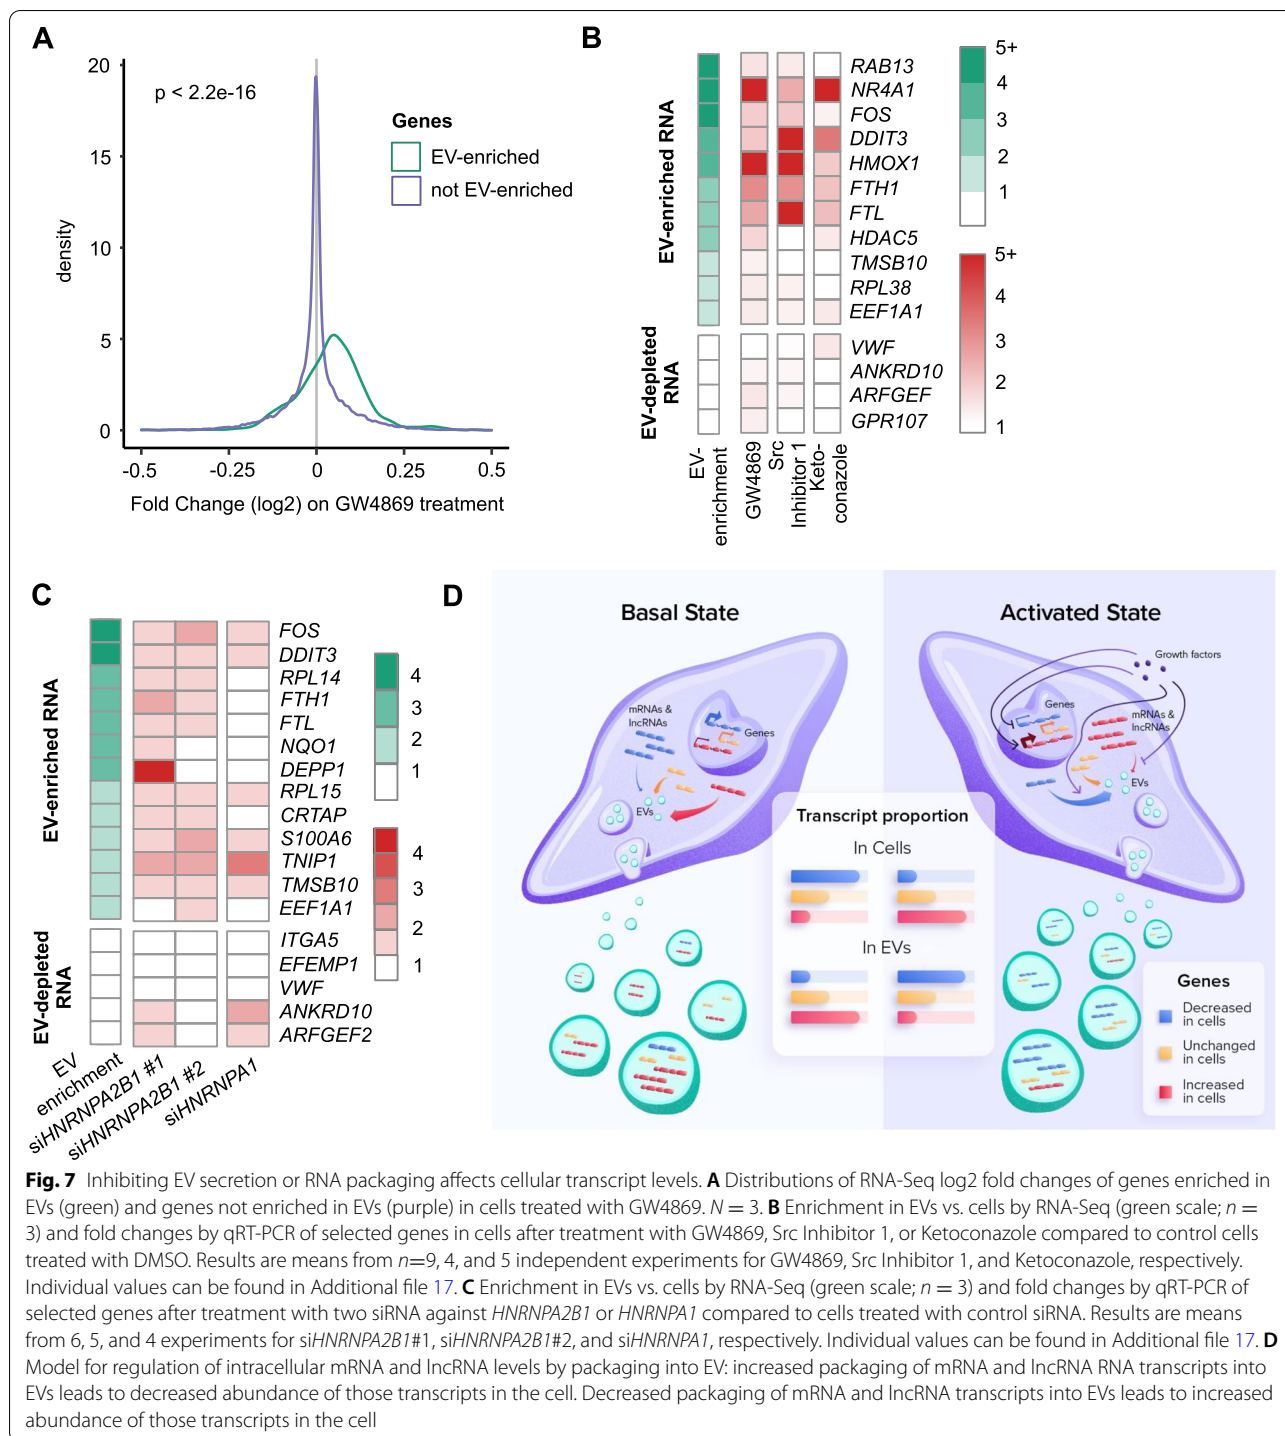 A
20
15
10
5
0
density
p < 2.2e-16
Genes
EV-enriched
not EV-enriched
-0.5
-0.25
0
0.25
0.5
Fold Change (log2) on GW4869 treatment
B
EV-enriched RNA
EV-depleted
RNA
RAB13
NR4A1
FOS
DDIT3
HMOX1
FTH1
FTL
HDAC5
TMSB10
RPL38
EEF1A1
VWF
ANKRD10
ARFGEF
GPR107
EV-
enrichment
GW4869
Src
Inhibitor 1
Keto-
conazole
5+
4
3
2
1
5+
4
3
2
1
C
EV-enriched RNA
EV-depleted
RNA
FOS
DDIT3
RPL14
FTH1
FTL
NQO1
DEPP1
RPL15
CRTAP
S100A6
TNIP1
TMSB10
EEF1A1
ITGA5
EFEMP1
VWF
ANKRD10
ARFGEF2
EV
enrichment
siHNRNPA2B1 #1
siHNRNPA2B1 #2
siHNRNPA1
4
3
2
1
4
3
2
1
D
Basal State
Activated State
mRNAs &
lncRNAs
Genes
EVs
Growth factors
Genes
mRNAs &
lncRNAs
EVs
Transcript proportion
In Cells
In EVs
Genes
Decreased
in cells
Unchanged
in cells
Increased
in cells
Fig. 7 Inhibiting EV secretion or RNA packaging affects cellular transcript levels. A Distributions of RNA-Seq log2 fold changes of genes enriched in
EVs (green) and genes not enriched in EVs (purple) in cells treated with GW4869. N = 3. B Enrichment in EVs vs. cells by RNA-Seq (green scale; n =
3) and fold changes by qRT-PCR of selected genes in cells after treatment with GW4869, Src Inhibitor 1, or Ketoconazole compared to control cells
treated with DMSO. Results are means from n=9, 4, and 5 independent experiments for GW4869, Src Inhibitor 1, and Ketoconazole, respectively.
Individual values can be found in Additional file 17. C Enrichment in EVs vs. cells by RNA-Seq (green scale; n = 3) and fold changes by qRT-PCR of
selected genes after treatment with two siRNA against HNRNPA2B1 or HNRNPA1 compared to cells treated with control siRNA. Results are means
from 6, 5, and 4 experiments for siHNRNPA2B1#1, siHNRNPA2B1#2, and siHNRNPA1, respectively. Individual values can be found in Additional file 17. D
Model for regulation of intracellular mRNA and lncRNA levels by packaging into EV: increased packaging of mRNA and lncRNA RNA transcripts into
EVs leads to decreased abundance of those transcripts in the cell. Decreased packaging of mRNA and lncRNA transcripts into EVs leads to increased
abundance of those transcripts in the cell